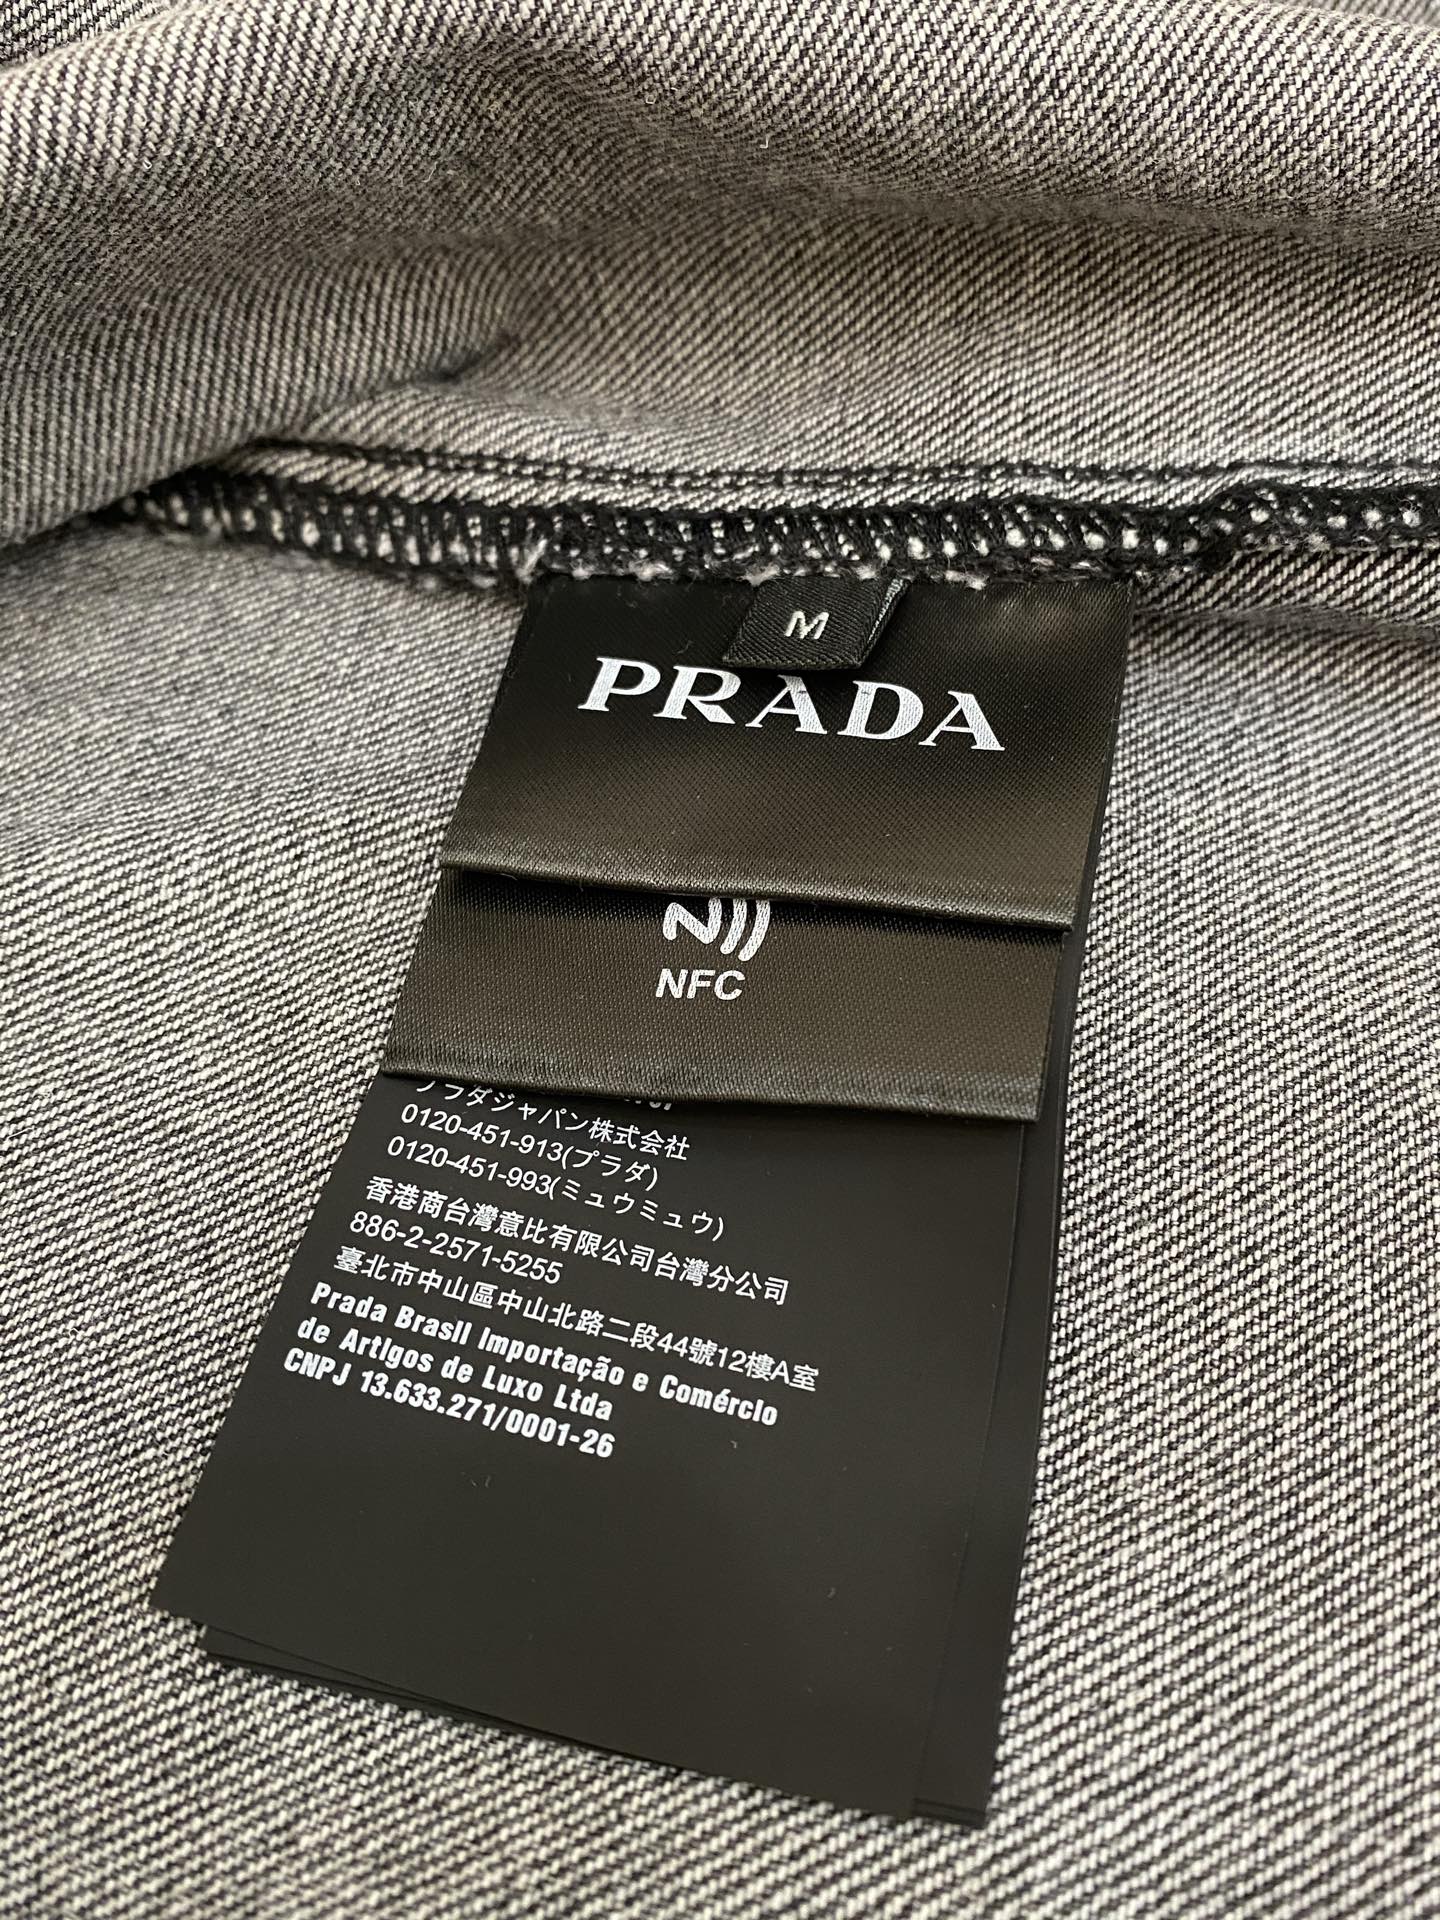 M
PRADA
NFC
プラダジャパン株式会社
0120-451-913(プラダ)
0120-451-993(ミュウミュウ)
香港商台灣意比有限公司台灣分公司
886-2-2571-5255
臺北市中山區中山北路二段44號12樓A室
Prada Brasil Importação e Comércio
de Artigos de Luxo Ltda
CNPJ 13.633.271/0001-26